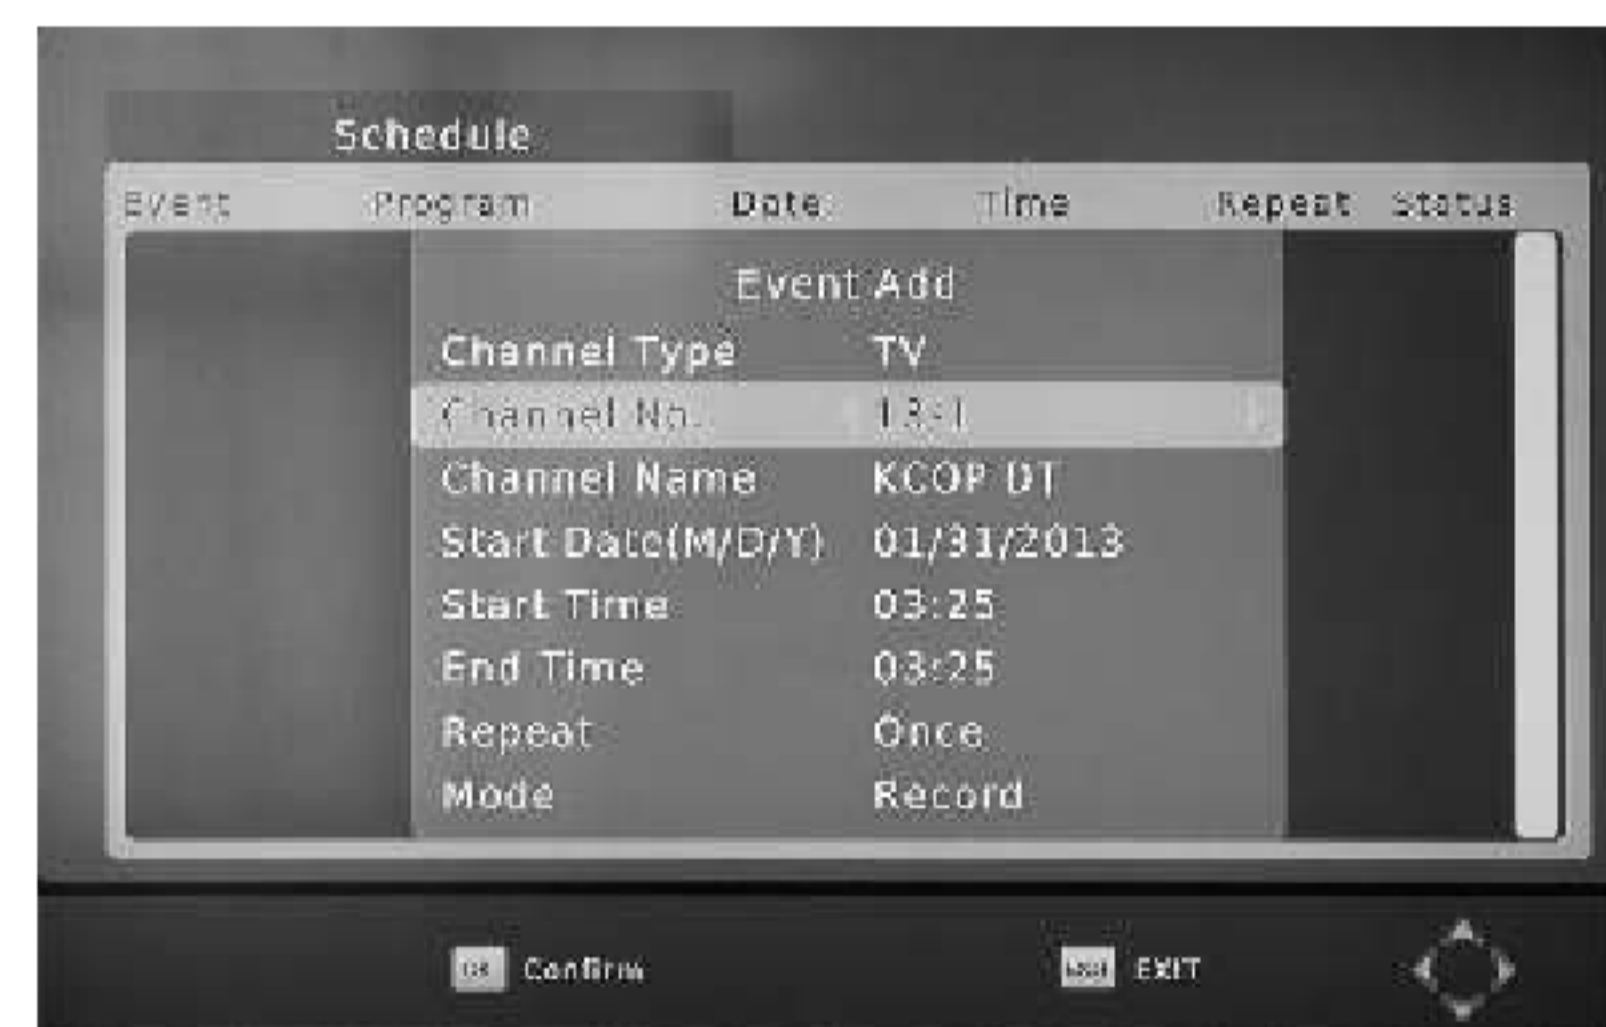 Schedule
Event Program Date Time Repeat Status
Event Add
Channel Type TV
Channel No. 13-1
Channel Name KCOP DT
Start Date(M/D/Y) 01/31/2013
Start Time 03:25
End Time 03:25
Repeat Once
Mode Record
Confirm EXIT